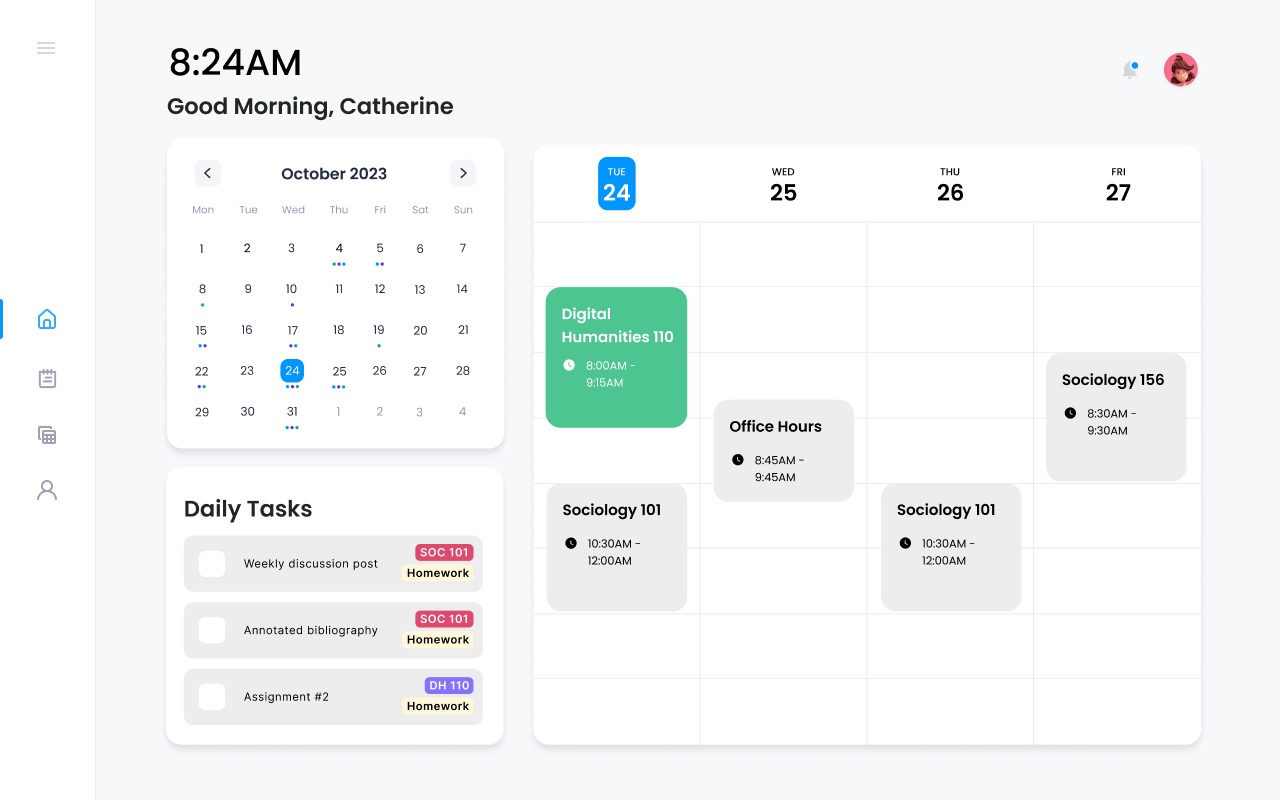 8:24AM
Good Morning, Catherine
October 2023
Mon Tue Wed Thu Fri Sat Sun
1 2 3 4 5 6 7
8 9 10 11 12 13 14
15 16 17 18 19 20 21
22 23 24 25 26 27 28
29 30 31 1 2 3 4
Daily Tasks
Weekly discussion post
SOC 101
Homework
Annotated bibliography
SOC 101
Homework
Assignment #2
DH 110
Homework
TUE WED THU FRI
24 25 26 27
Digital
Humanities 110
8:00AM -
9:15AM
Sociology 101
10:30AM -
12:00AM
Office Hours
8:45AM -
9:45AM
Sociology 101
10:30AM -
12:00AM
Sociology 156
8:30AM -
9:30AM